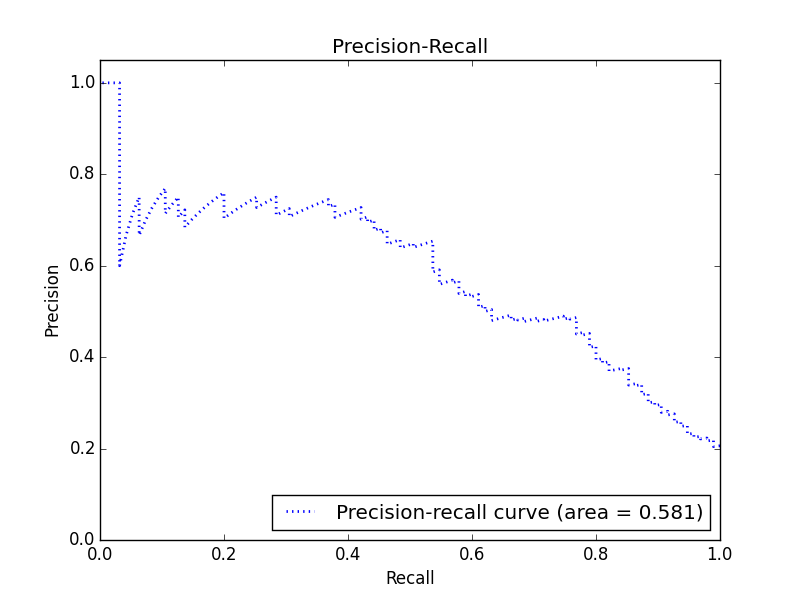 Precision-Recall
1.0
0.8
0.6
0.4
0.2
0.0
Precision
Precision-recall curve (area = 0.581)
0.0 0.2 0.4 0.6 0.8 1.0
Recall